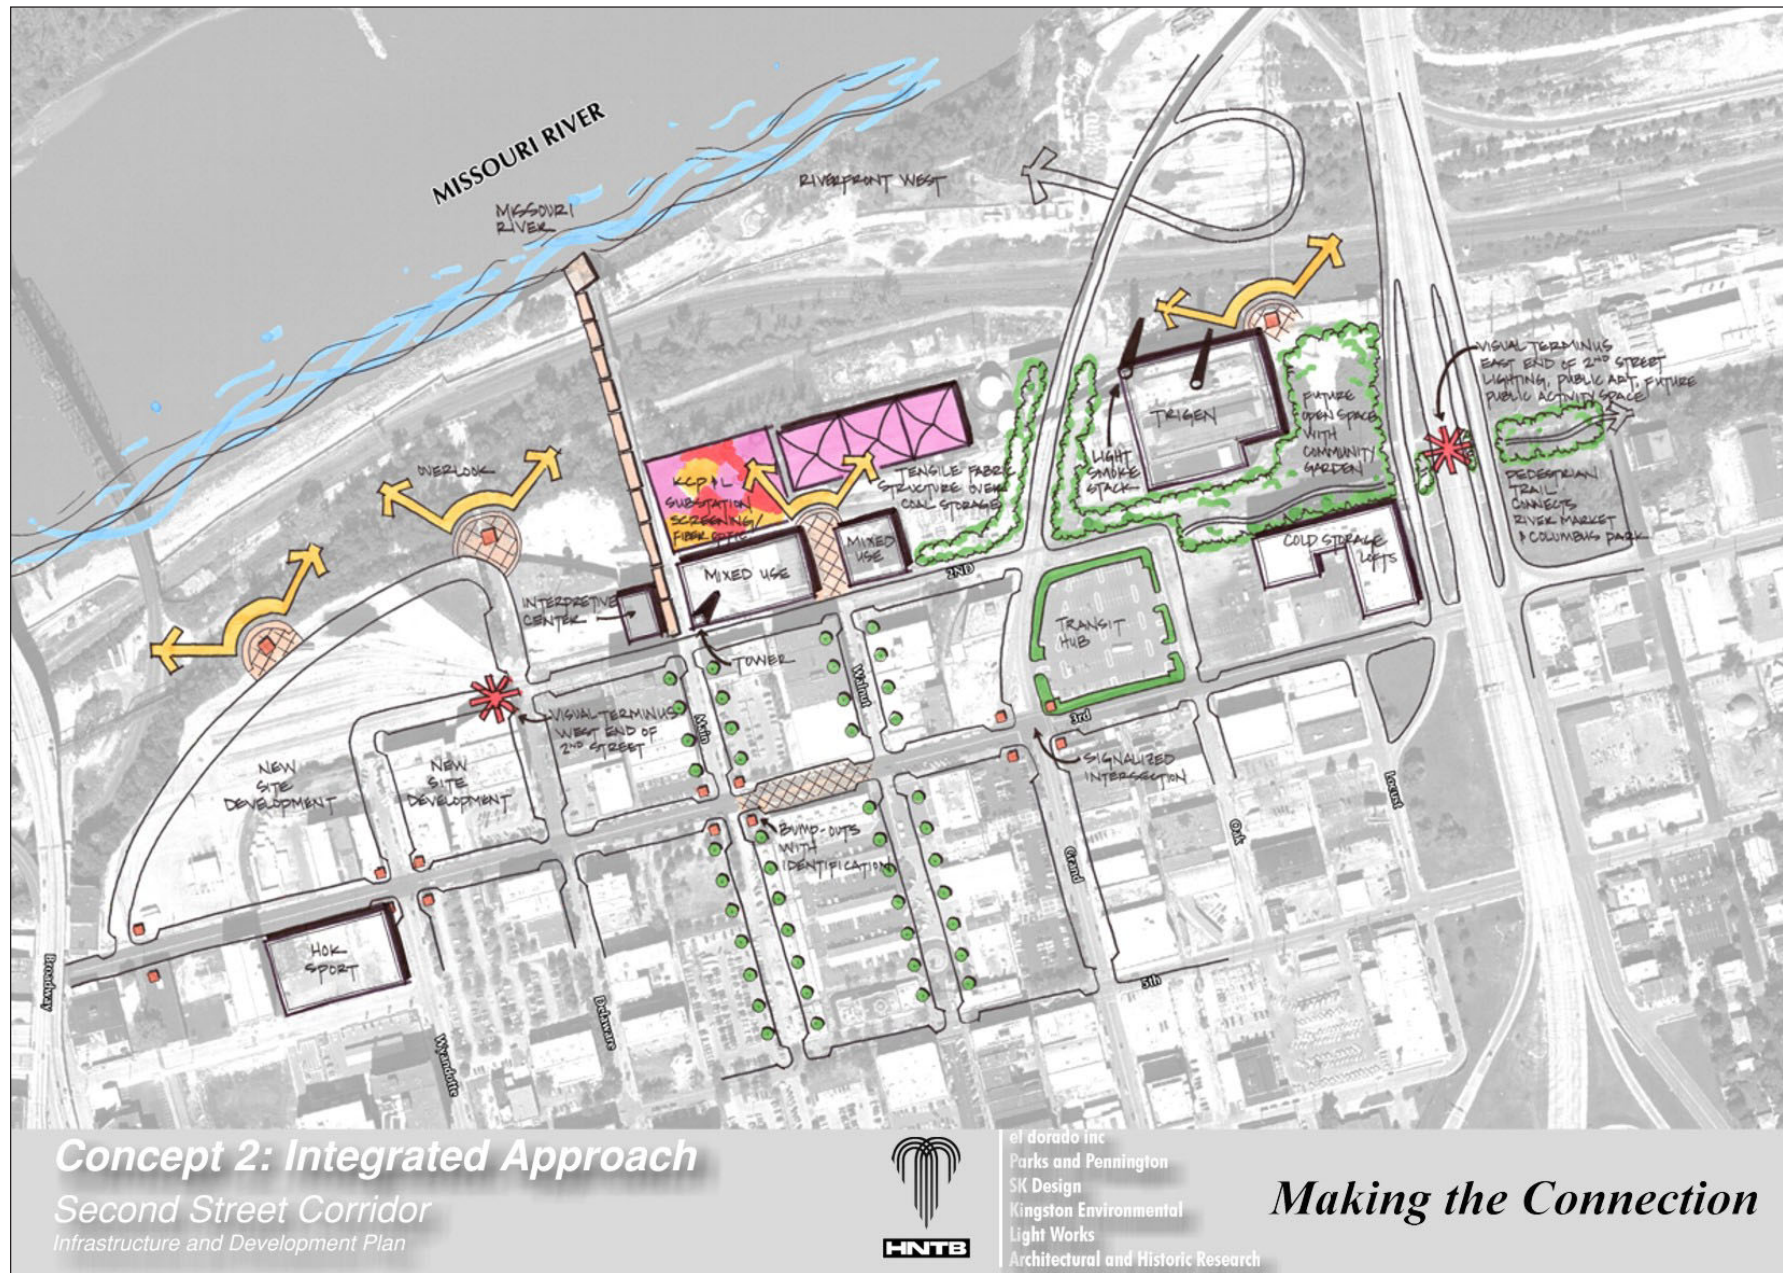 MISSOURI RIVER
MISSOURI
RIVER
RIVERFRONT WEST
OVERLOOK
KCP&L
SUBSTATION
SCREENING/
FIBER OPTIC
TENSILE FABRIC
STRUCTURE OVER
COAL STORAGE
LIGHT
SMOKE
STACK
TRIGEN
FUTURE
OPEN SPACE
WITH
COMMUNITY
GARDEN
VISUAL TERMINUS
EAST END OF 2ND STREET
LIGHTING, PUBLIC ART, FUTURE
PUBLIC ACTIVITY SPACE
PEDESTRIAN
TRAIL
CONNECTS
RIVER MARKET
& COLUMBUS PARK
MIXED USE
MIXED
USE
2ND
COLD STORAGE
LOFTS
INTERPRETIVE
CENTER
TOWER
TRANSIT
HUB
VISUAL TERMINUS
WEST END OF
2ND STREET
Main
Walnut
3rd
SIGNALIZED
INTERSECTION
NEW
SITE
DEVELOPMENT
NEW
SITE
DEVELOPMENT
BUMP-OUTS
WITH
IDENTIFICATION
Locust
Oak
Grand
5th
HOK
SPORT
Broadway
Wyandotte
Delaware
Concept 2: Integrated Approach
Second Street Corridor
Infrastructure and Development Plan
HNTB
el dorado inc
Parks and Pennington
SK Design
Kingston Environmental
Light Works
Architectural and Historic Research
Making the Connection